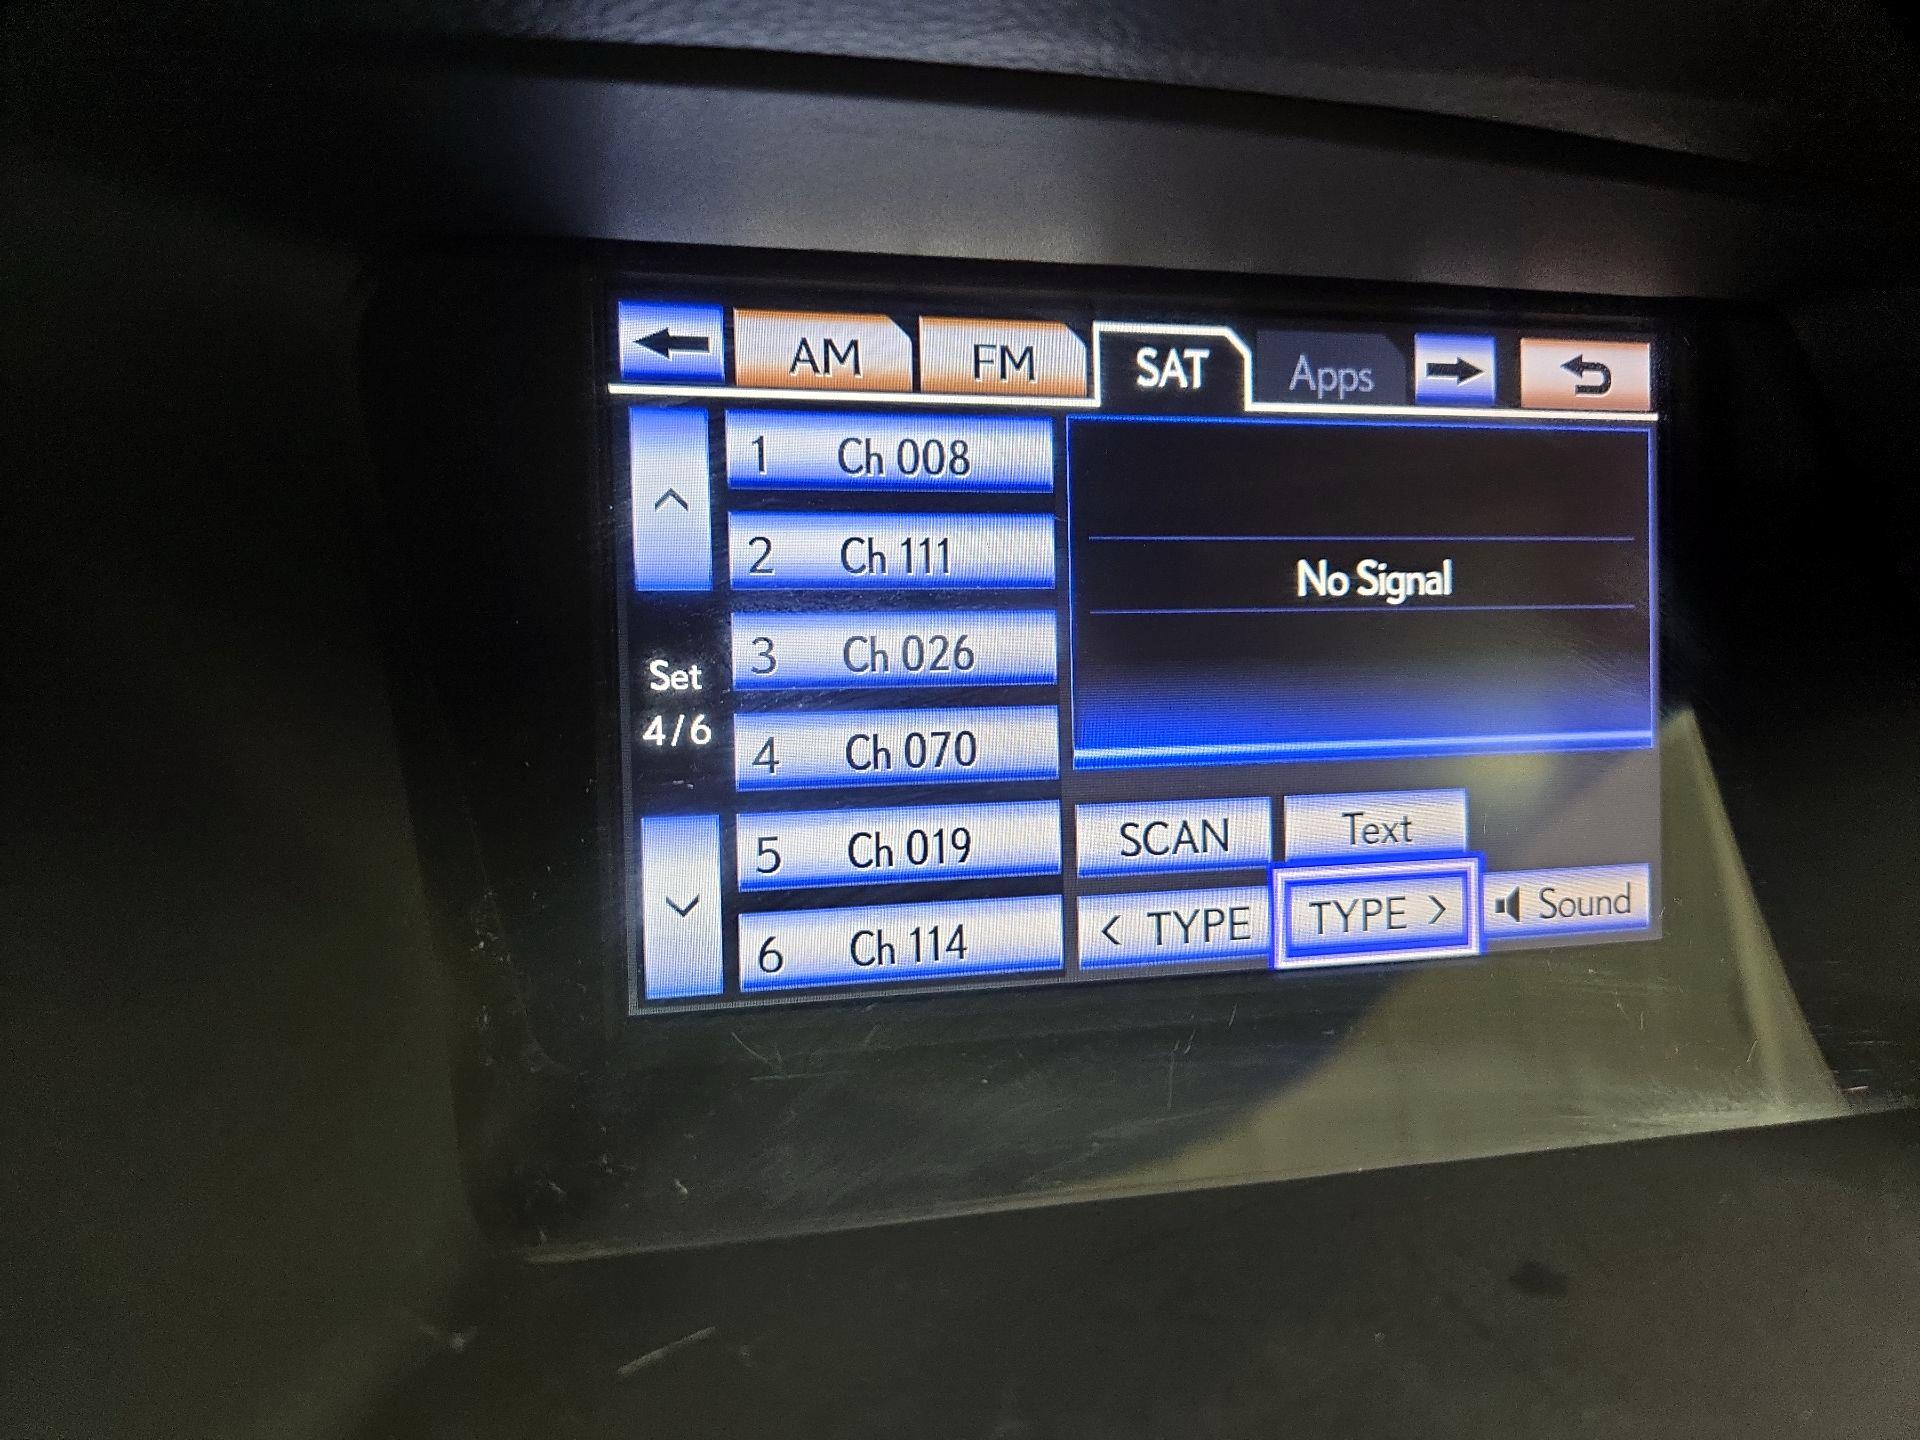 AM FM SAT Apps
1 Ch 008
2 Ch 111
3 Ch 026
4 Ch 070
5 Ch 019
6 Ch 114
Set
4/6
No Signal
SCAN Text
< TYPE TYPE > Sound